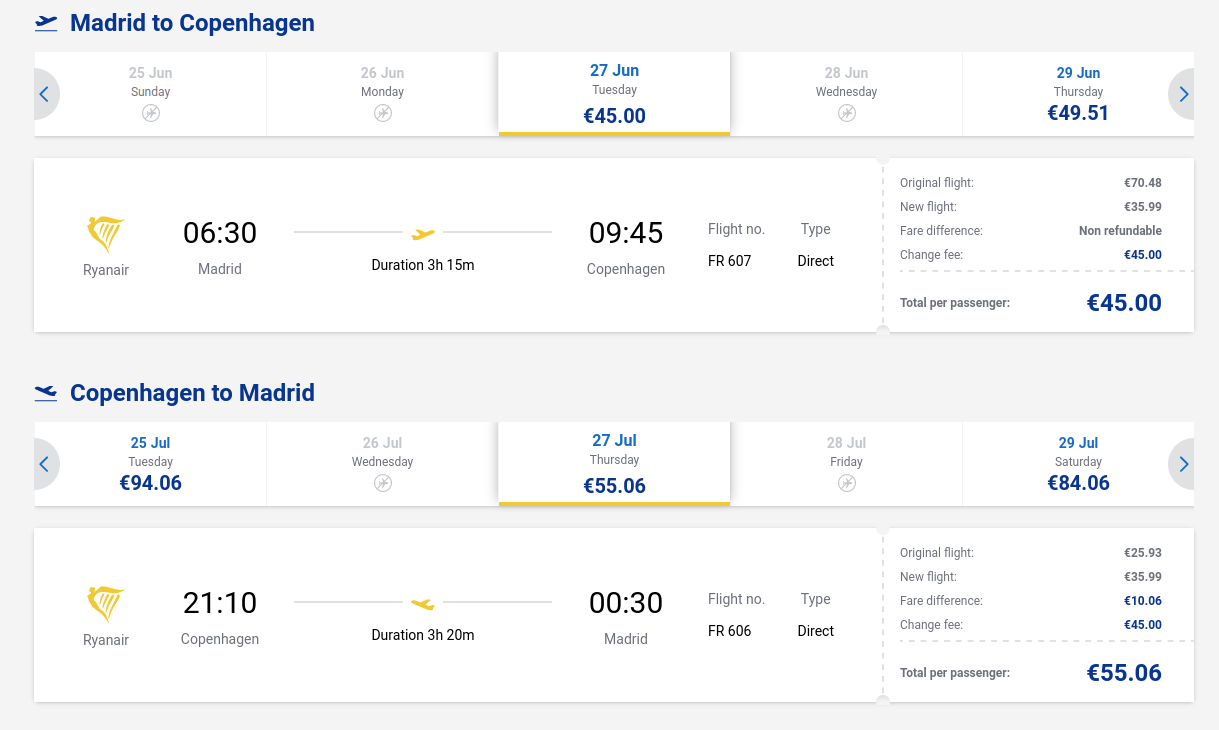 Madrid to Copenhagen
25 Jun
Sunday
26 Jun
Monday
27 Jun
Tuesday
€45.00
28 Jun
Wednesday
29 Jun
Thursday
€49.51
06:30
Madrid
Ryanair
Duration 3h 15m
09:45
Copenhagen
Flight no. Type
FR 607 Direct
Original flight: €70.48
New flight: €35.99
Fare difference: Non refundable
Change fee: €45.00
Total per passenger: €45.00
Copenhagen to Madrid
25 Jul
Tuesday
€94.06
26 Jul
Wednesday
27 Jul
Thursday
€55.06
28 Jul
Friday
29 Jul
Saturday
€84.06
21:10
Copenhagen
Ryanair
Duration 3h 20m
00:30
Madrid
Flight no. Type
FR 606 Direct
Original flight: €25.93
New flight: €35.99
Fare difference: €10.06
Change fee: €45.00
Total per passenger: €55.06